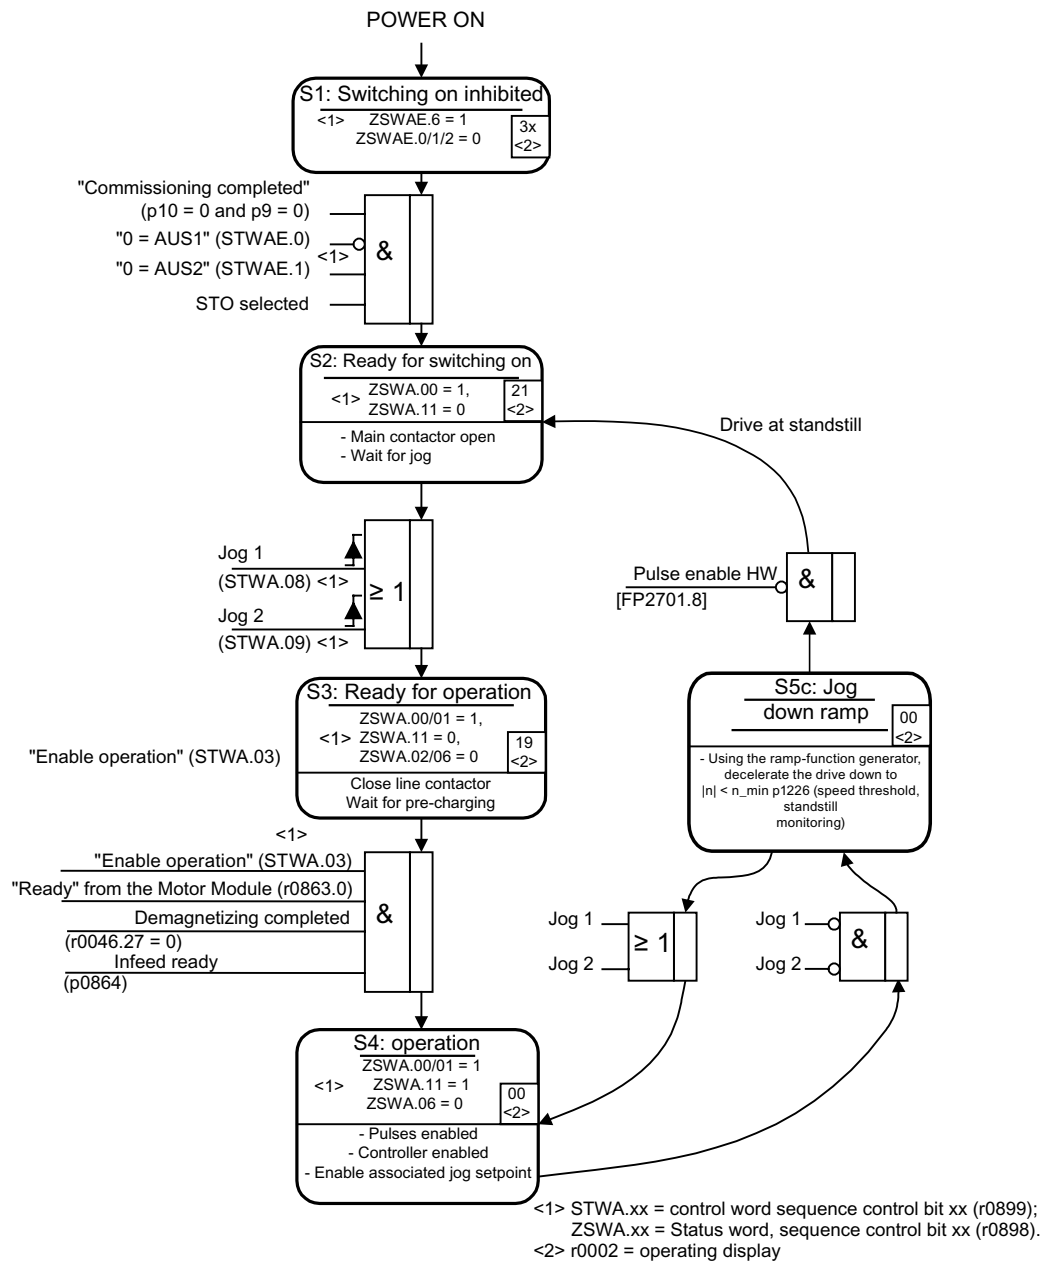 POWER ON
S1: Switching on inhibited
<1> ZSWAE.6 = 1
ZSWAE.0/1/2 = 0
3x
<2>
"Commissioning completed"
(p10 = 0 and p9 = 0)
"0 = AUS1" (STWAE.0)
<1>
"0 = AUS2" (STWAE.1)
STO selected
&
S2: Ready for switching on
<1> ZSWA.00 = 1,
ZSWA.11 = 0
21
<2>
- Main contactor open
- Wait for jog
Drive at standstill
Jog 1
(STWA.08) <1>
Jog 2
(STWA.09) <1>
≥ 1
Pulse enable HW
[FP2701.8]
&
S3: Ready for operation
ZSWA.00/01 = 1,
<1> ZSWA.11 = 0,
ZSWA.02/06 = 0
19
<2>
Close line contactor
Wait for pre-charging
"Enable operation" (STWA.03)
S5c: Jog
down ramp
00
<2>
- Using the ramp-function generator,
decelerate the drive down to
|n| < n_min p1226 (speed threshold,
standstill
monitoring)
<1>
"Enable operation" (STWA.03)
"Ready" from the Motor Module (r0863.0)
Demagnetizing completed
(r0046.27 = 0)
Infeed ready
(p0864)
&
Jog 1
Jog 2
≥ 1
Jog 1
Jog 2
&
S4: operation
ZSWA.00/01 = 1
<1> ZSWA.11 = 1
ZSWA.06 = 0
00
<2>
- Pulses enabled
- Controller enabled
- Enable associated jog setpoint
<1> STWA.xx = control word sequence control bit xx (r0899);
ZSWA.xx = Status word, sequence control bit xx (r0898).
<2> r0002 = operating display